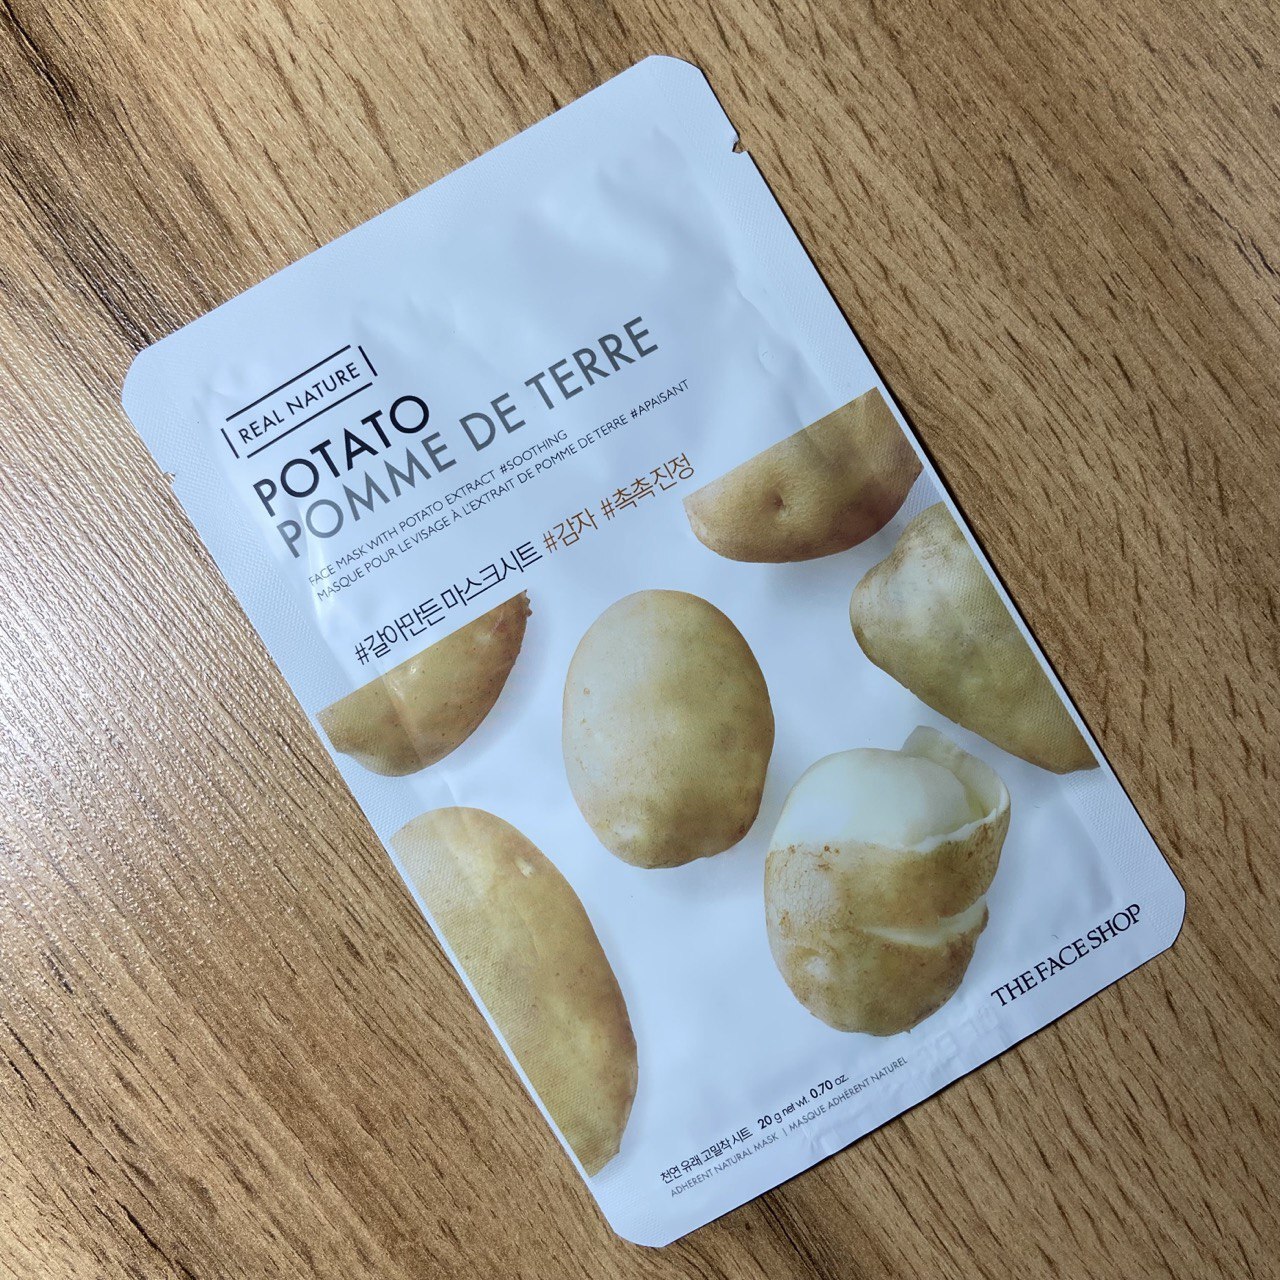 REAL NATURE
POTATO
POMME DE TERRE
FACE MASK WITH POTATO EXTRACT #SOOTHING
MASQUE POUR LE VISAGE À L'EXTRAIT DE POMME DE TERRE #APAISANT
#갈아만든 마스크시트 #감자 #촉촉진정
THE FACE SHOP
천연 유래 고밀착 시트 20 g net wt. 0.70 oz.
ADHERENT NATURAL MASK | MASQUE ADHÉRENT NATUREL